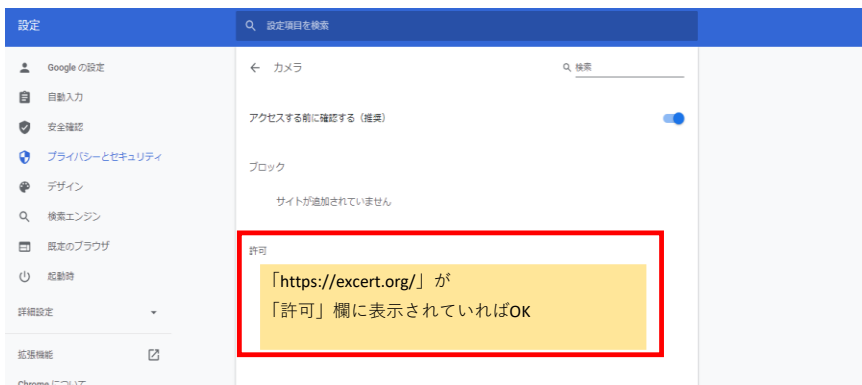 設定
設定項目を検索
Google の設定
自動入力
安全確認
プライバシーとセキュリティ
デザイン
検索エンジン
既定のブラウザ
起動時
詳細設定
拡張機能
Chrome について
カメラ
検索
アクセスする前に確認する（推奨）
ブロック
サイトが追加されていません
許可
「https://excert.org/」が
「許可」欄に表示されていればOK